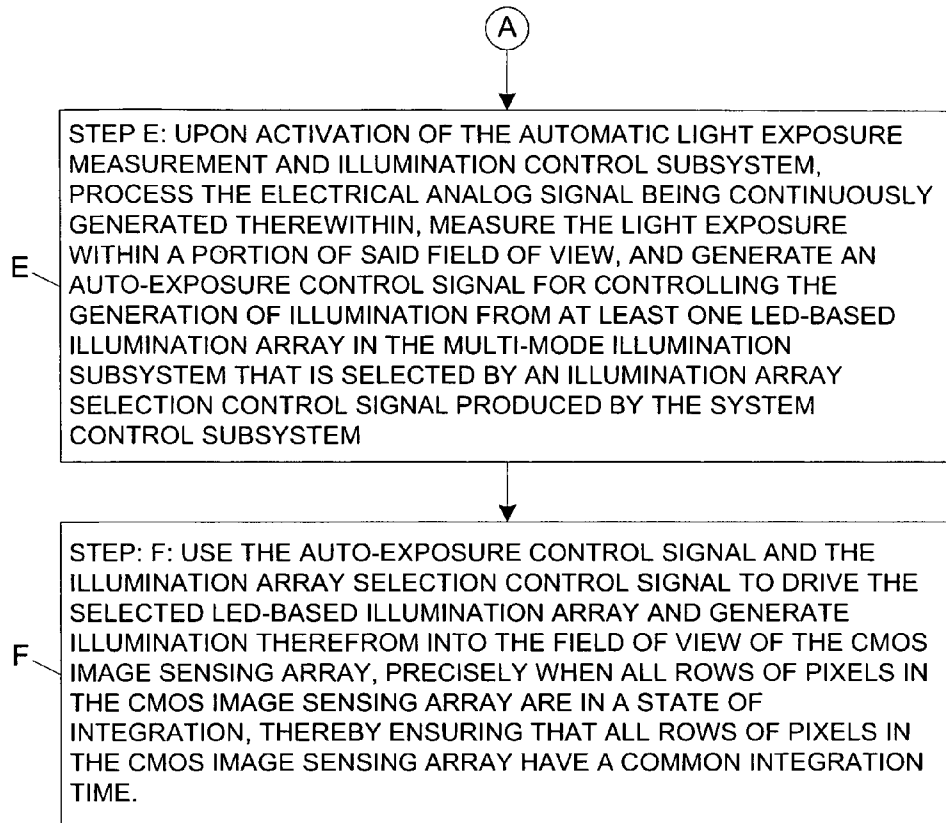 A
STEP E: UPON ACTIVATION OF THE AUTOMATIC LIGHT EXPOSURE
MEASUREMENT AND ILLUMINATION CONTROL SUBSYSTEM,
PROCESS THE ELECTRICAL ANALOG SIGNAL BEING CONTINUOUSLY
GENERATED THEREWITHIN, MEASURE THE LIGHT EXPOSURE
WITHIN A PORTION OF SAID FIELD OF VIEW, AND GENERATE AN
AUTO-EXPOSURE CONTROL SIGNAL FOR CONTROLLING THE
GENERATION OF ILLUMINATION FROM AT LEAST ONE LED-BASED
ILLUMINATION ARRAY IN THE MULTI-MODE ILLUMINATION
SUBSYSTEM THAT IS SELECTED BY AN ILLUMINATION ARRAY
SELECTION CONTROL SIGNAL PRODUCED BY THE SYSTEM
CONTROL SUBSYSTEM
E
STEP: F: USE THE AUTO-EXPOSURE CONTROL SIGNAL AND THE
ILLUMINATION ARRAY SELECTION CONTROL SIGNAL TO DRIVE THE
SELECTED LED-BASED ILLUMINATION ARRAY AND GENERATE
ILLUMINATION THEREFROM INTO THE FIELD OF VIEW OF THE CMOS
IMAGE SENSING ARRAY, PRECISELY WHEN ALL ROWS OF PIXELS IN
THE CMOS IMAGE SENSING ARRAY ARE IN A STATE OF
INTEGRATION, THEREBY ENSURING THAT ALL ROWS OF PIXELS IN
THE CMOS IMAGE SENSING ARRAY HAVE A COMMON INTEGRATION
TIME.
F